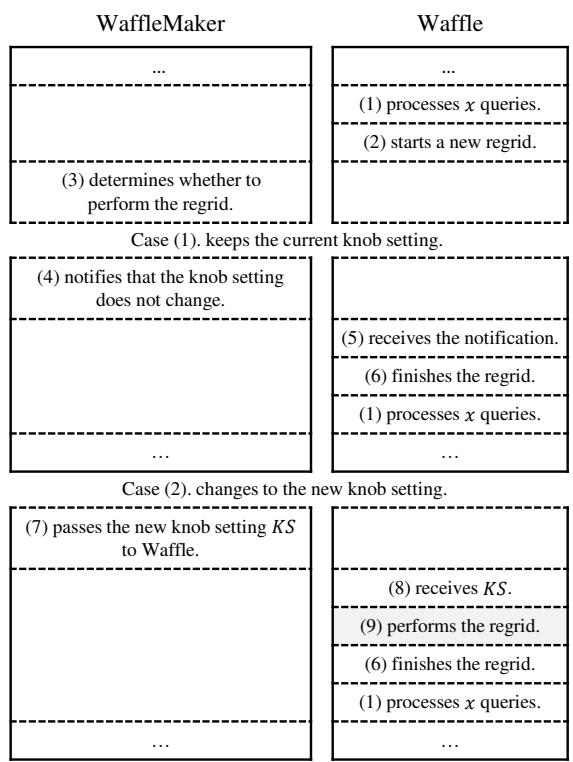 WaffleMaker
Waffle
...
...
(1) processes x queries.
(2) starts a new regrid.
(3) determines whether to
perform the regrid.
Case (1). keeps the current knob setting.
(4) notifies that the knob setting
does not change.
(5) receives the notification.
(6) finishes the regrid.
(1) processes x queries.
...
...
Case (2). changes to the new knob setting.
(7) passes the new knob setting KS
to Waffle.
(8) receives KS.
(9) performs the regrid.
(6) finishes the regrid.
(1) processes x queries.
...
...